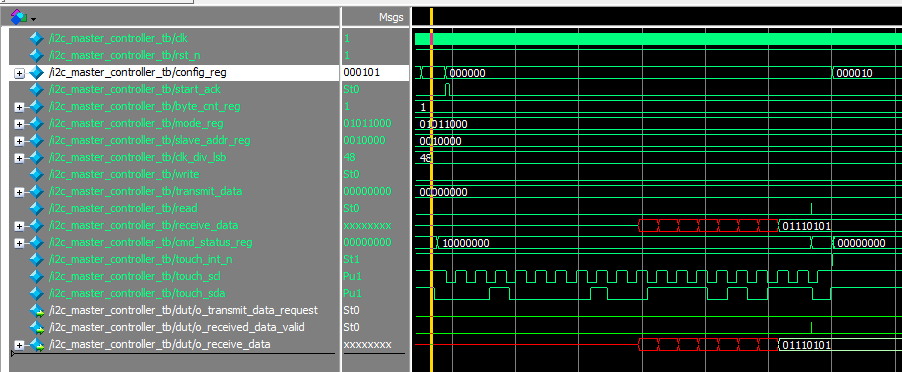 Msgs
/i2c_master_controller_tb/clk 1
/i2c_master_controller_tb/rst_n 1
/i2c_master_controller_tb/config_reg 000101 000000 000010
/i2c_master_controller_tb/start_ack St0
/i2c_master_controller_tb/byte_cnt_reg 1 1
/i2c_master_controller_tb/mode_reg 01011000 01011000
/i2c_master_controller_tb/slave_addr_reg 0010000 0010000
/i2c_master_controller_tb/clk_div_lsb 48 48
/i2c_master_controller_tb/write St0
/i2c_master_controller_tb/transmit_data 00000000 00000000
/i2c_master_controller_tb/read St0
/i2c_master_controller_tb/receive_data xxxxxxxx 01110101
/i2c_master_controller_tb/cmd_status_reg 00000000 10000000 00000000
/i2c_master_controller_tb/touch_int_n St1
/i2c_master_controller_tb/touch_scl Pu1
/i2c_master_controller_tb/touch_sda Pu1
/i2c_master_controller_tb/dut/o_transmit_data_request St0
/i2c_master_controller_tb/dut/o_received_data_valid St0
/i2c_master_controller_tb/dut/o_receive_data xxxxxxxx 01110101